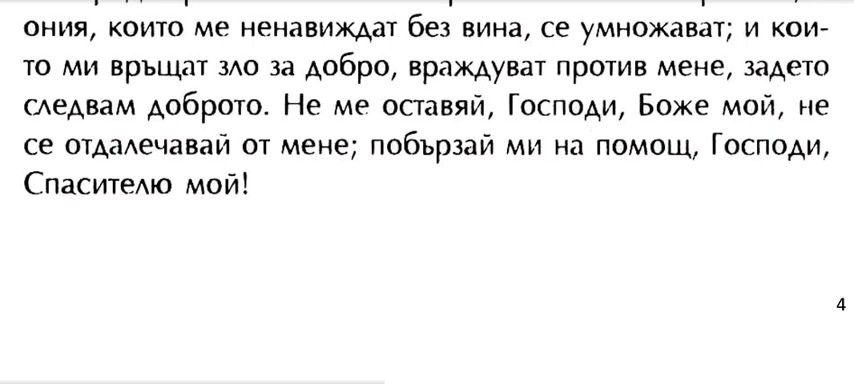 ония, които ме ненавиждат без вина, се умножават; и кои-
то ми връщат зло за добро, враждуват против мене, задето
следвам доброто. Не ме оставяй, Господи, Боже мой, не
се отдалечавай от мене; побързай ми на помощ, Господи,
Спасителю мой!
4